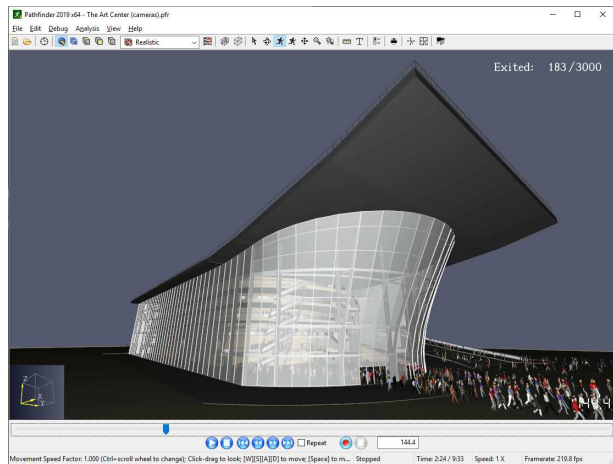 Pathfinder 2019 x64 - The Art Center (cameras).pfr
File Edit Debug Analysis View Help
Realistic
Exited: 183/3000
Z
X
Y
Repeat
144.4
Movement Speed Factor: 1.000 (Ctrl+scroll wheel to change); Click-drag to look; [W][S][A][D] to move; [Space] to m... Stopped Time: 2:24 / 9:33 Speed: 1 X Framerate: 219.8 fps